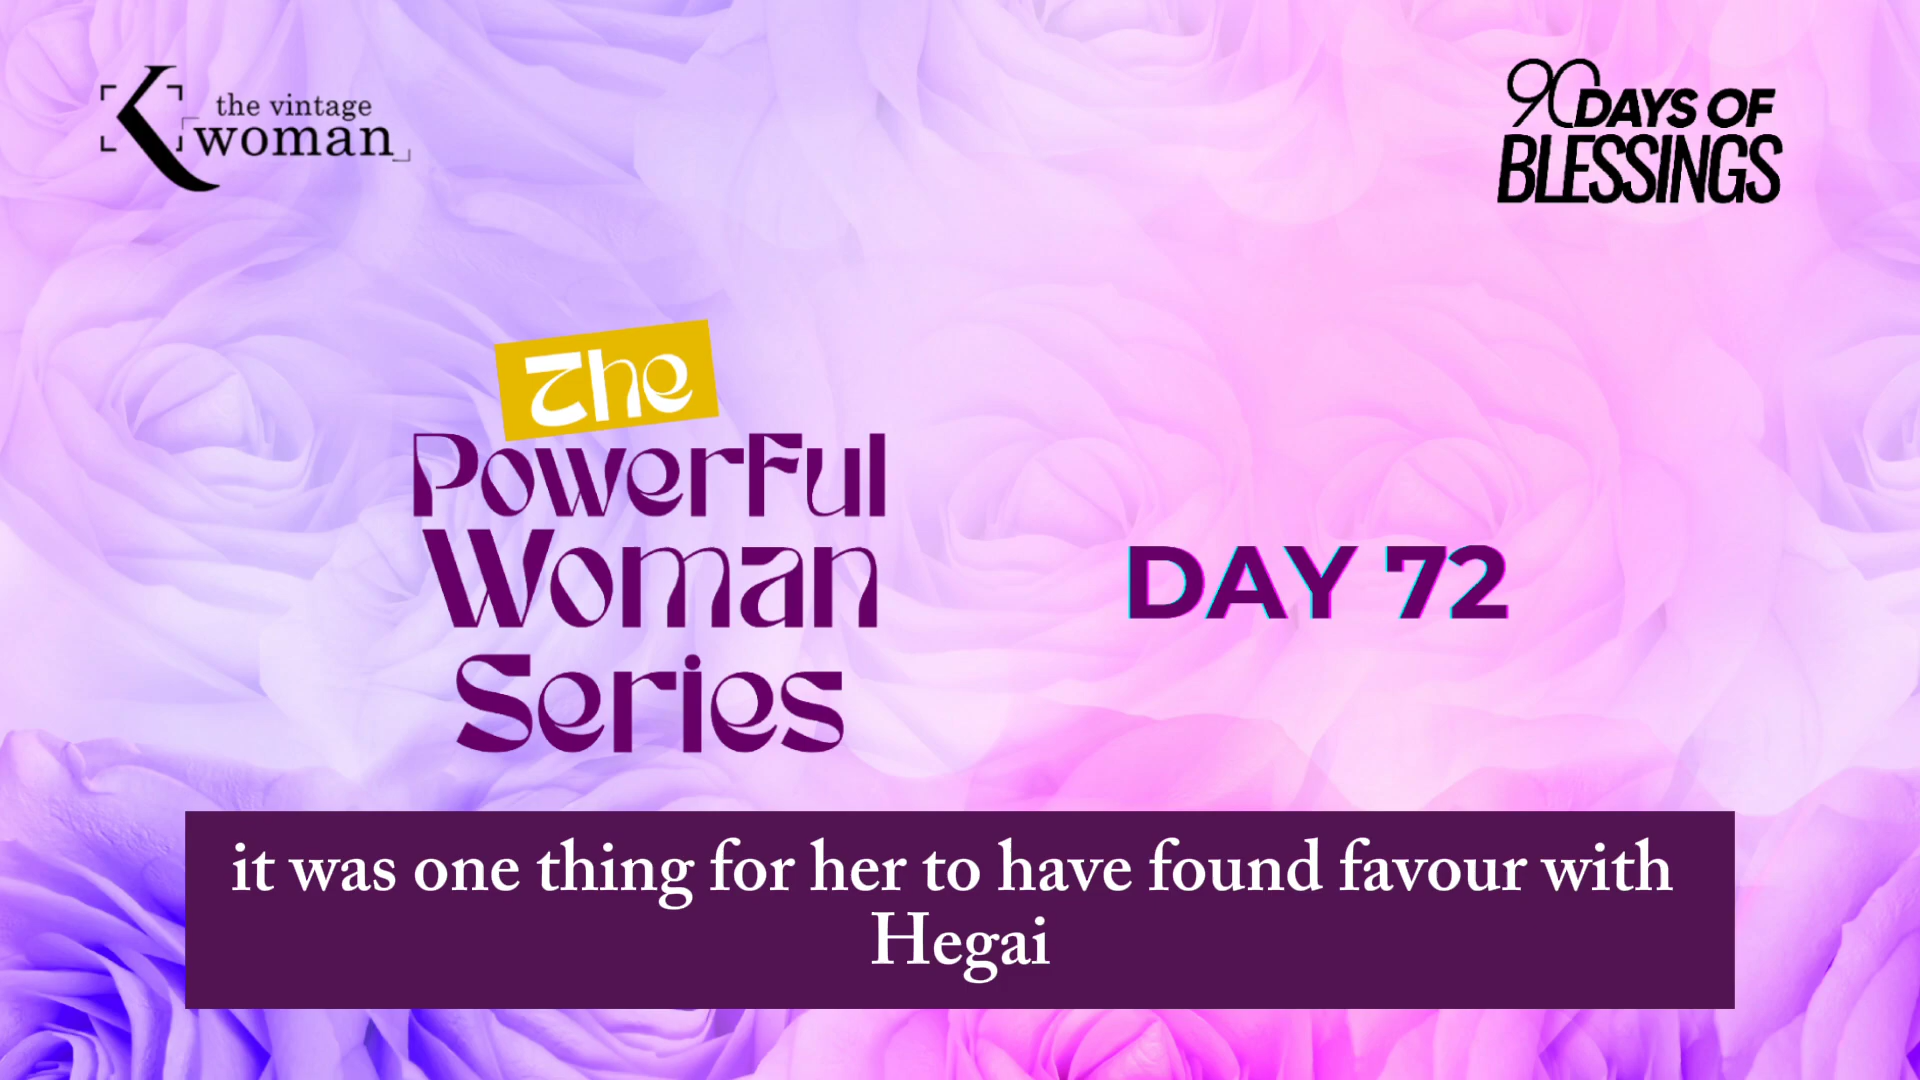 the vintage
woman
90 DAYS OF
BLESSINGS
The
Powerful
Woman
Series
DAY 72
it was one thing for her to have found favour with
Hegai